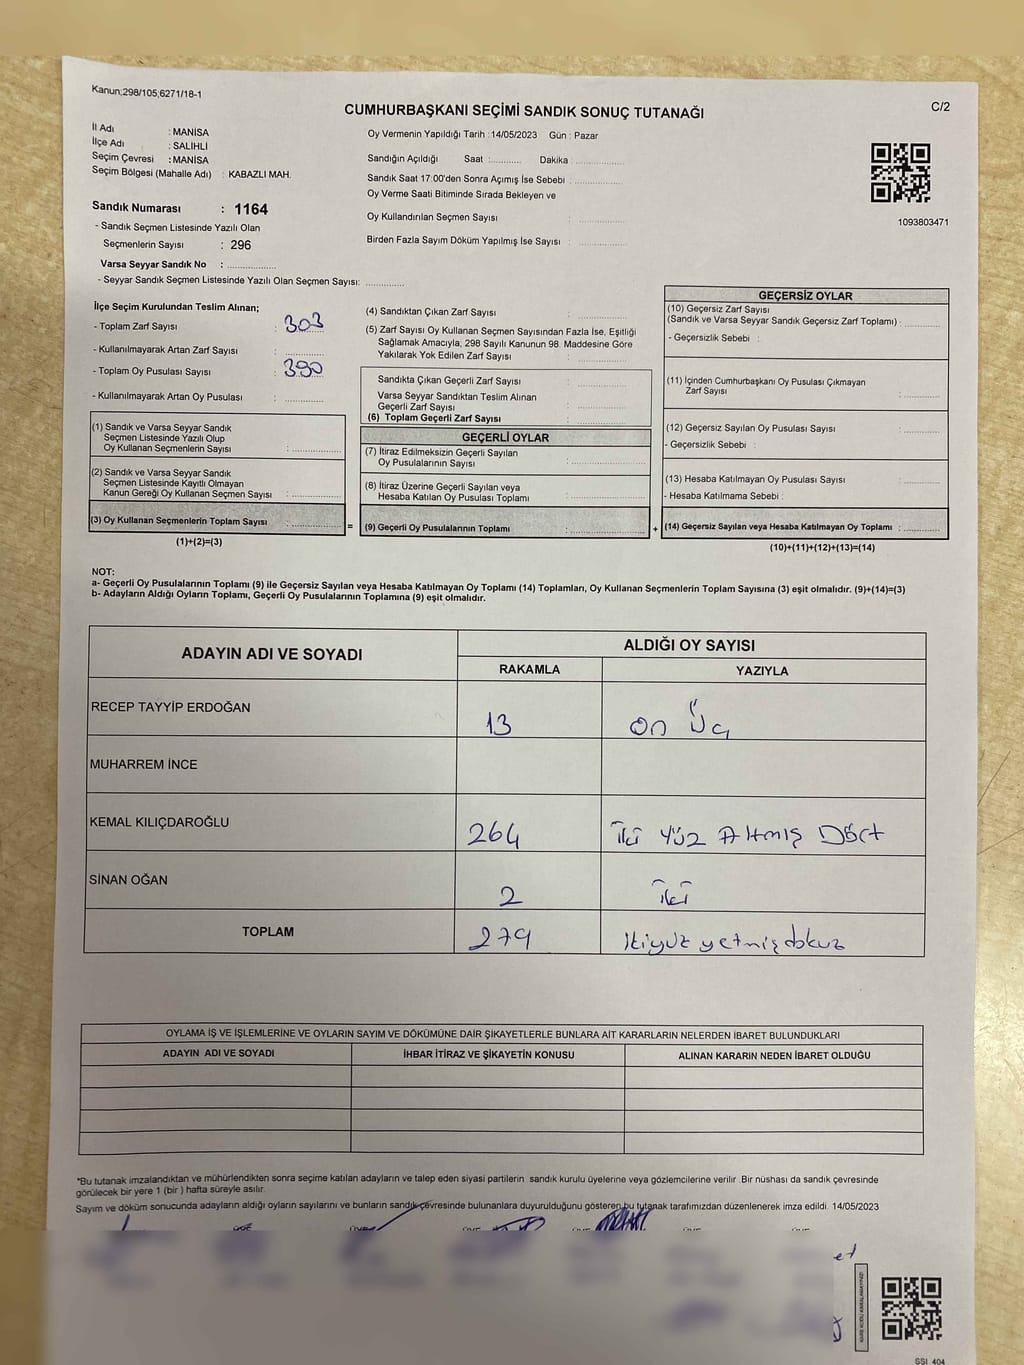 Kanun;298/105;6271/18-1
CUMHURBAŞKANI SEÇİMİ SANDIK SONUÇ TUTANAĞI
C/2
İl Adı : MANİSA
İlçe Adı : SALİHLİ
Seçim Çevresi : MANİSA
Seçim Bölgesi (Mahalle Adı) : KABAZLI MAH.
Sandık Numarası : 1164
- Sandık Seçmen Listesinde Yazılı Olan
Seçmenlerin Sayısı : 296
Varsa Seyyar Sandık No : ................
- Seyyar Sandık Seçmen Listesinde Yazılı Olan Seçmen Sayısı: ............
Oy Vermenin Yapıldığı Tarih : 14/05/2023 Gün : Pazar
Sandığın Açıldığı Saat :.......... Dakika : ..............
Sandık Saat 17:00'den Sonra Açımış İse Sebebi : ..............
Oy Verme Saati Bitiminde Sırada Bekleyen ve
Oy Kullandırılan Seçmen Sayısı : ..............
Birden Fazla Sayım Döküm Yapılmış İse Sayısı : ..............
1093803471
İlçe Seçim Kurulundan Teslim Alınan;
- Toplam Zarf Sayısı : 303
- Kullanılmayarak Artan Zarf Sayısı : ............
- Toplam Oy Pusulası Sayısı : 390
- Kullanılmayarak Artan Oy Pusulası : ............
(1) Sandık ve Varsa Seyyar Sandık
Seçmen Listesinde Yazılı Olup
Oy Kullanan Seçmenlerin Sayısı : ..............
(2) Sandık ve Varsa Seyyar Sandık
Seçmen Listesinde Kayıtlı Olmayan
Kanun Gereği Oy Kullanan Seçmen Sayısı : ..............
(3) Oy Kullanan Seçmenlerin Toplam Sayısı : ..............
(1)+(2)=(3)
(4) Sandıktan Çıkan Zarf Sayısı : ..............
(5) Zarf Sayısı Oy Kullanan Seçmen Sayısından Fazla İse, Eşitliği
Sağlamak Amacıyla, 298 Sayılı Kanunun 98. Maddesine Göre
Yakılarak Yok Edilen Zarf Sayısı : ..............
Sandıkta Çıkan Geçerli Zarf Sayısı : ..............
Varsa Seyyar Sandıktan Teslim Alınan
Geçerli Zarf Sayısı : ..............
(6) Toplam Geçerli Zarf Sayısı : ..............
GEÇERLİ OYLAR
(7) İtiraz Edilmeksizin Geçerli Sayılan
Oy Pusulalarının Sayısı : ..............
(8) İtiraz Üzerine Geçerli Sayılan veya
Hesaba Katılan Oy Pusulası Toplamı : ..............
= (9) Geçerli Oy Pusulalarının Toplamı : ..............
GEÇERSİZ OYLAR
(10) Geçersiz Zarf Sayısı
(Sandık ve Varsa Seyyar Sandık Geçersiz Zarf Toplamı) : ..........
- Geçersizlik Sebebi :
(11) İçinden Cumhurbaşkanı Oy Pusulası Çıkmayan
Zarf Sayısı : ..........
(12) Geçersiz Sayılan Oy Pusulası Sayısı : ..........
- Geçersizlik Sebebi :
(13) Hesaba Katılmayan Oy Pusulası Sayısı : ..........
- Hesaba Katılmama Sebebi :
+ (14) Geçersiz Sayılan veya Hesaba Katılmayan Oy Toplamı : ..........
(10)+(11)+(12)+(13)=(14)
NOT:
a- Geçerli Oy Pusulalarının Toplamı (9) ile Geçersiz Sayılan veya Hesaba Katılmayan Oy Toplamı (14) Toplamları, Oy Kullanan Seçmenlerin Toplam Sayısına (3) eşit olmalıdır. (9)+(14)=(3)
b- Adayların Aldığı Oyların Toplamı, Geçerli Oy Pusulalarının Toplamına (9) eşit olmalıdır.
ADAYIN ADI VE SOYADI ALDIĞI OY SAYISI
RAKAMLA YAZIYLA
RECEP TAYYİP ERDOĞAN 13 on Üç
MUHARREM İNCE
KEMAL KILIÇDAROĞLU 264 İki Yüz Altmış Dört
SİNAN OĞAN 2 iki
TOPLAM 279 ikiyüz yetmiş dokuz
OYLAMA İŞ VE İŞLEMLERİNE VE OYLARIN SAYIM VE DÖKÜMÜNE DAİR ŞİKAYETLERLE BUNLARA AİT KARARLARIN NELERDEN İBARET BULUNDUKLARI
ADAYIN ADI VE SOYADI İHBAR İTİRAZ VE ŞİKAYETİN KONUSU ALINAN KARARIN NEDEN İBARET OLDUĞU
*Bu tutanak imzalandıktan ve mühürlendikten sonra seçime katılan adayların ve talep eden siyasi partilerin sandık kurulu üyelerine veya gözlemcilerine verilir .Bir nüshası da sandık çevresinde
görülecek bir yere 1 (bir ) hafta süreyle asılır.
Sayım ve döküm sonucunda adayların aldığı oyların sayılarını ve bunların sandık çevresinde bulunanlara duyurulduğunu gösteren bu tutanak tarafımızdan düzenlenerek imza edildi. 14/05/2023
KARE KODU KARALAMAYINIZ!
SSI_404